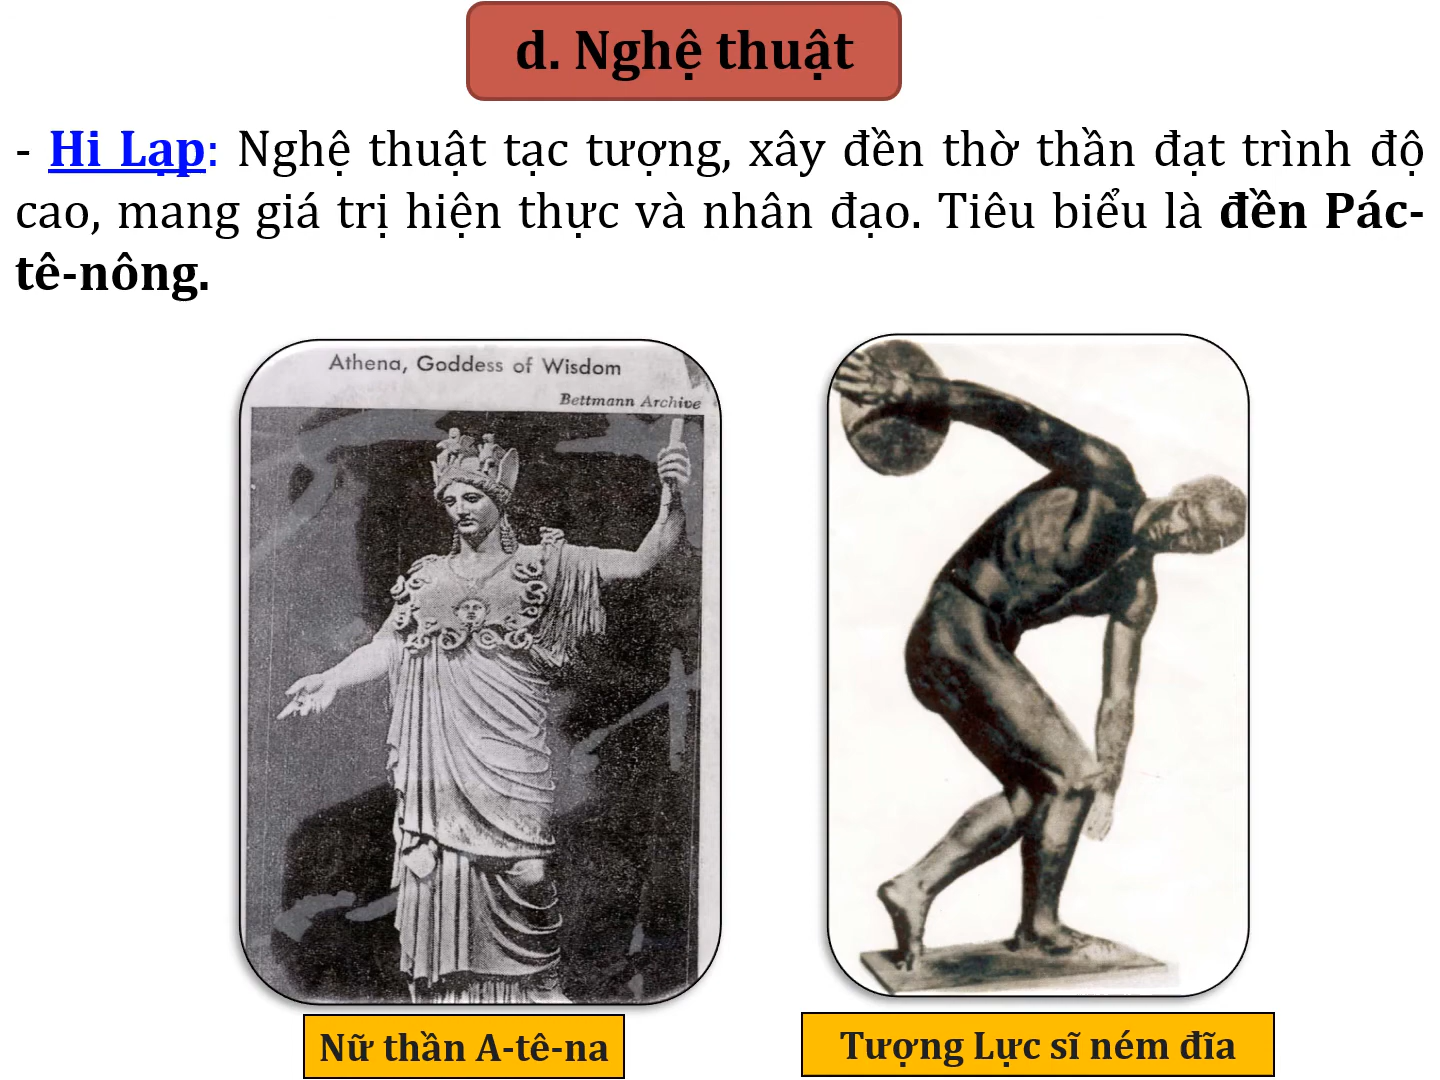 d. Nghệ thuật
- Hi Lạp: Nghệ thuật tạc tượng, xây đền thờ thần đạt trình độ
cao, mang giá trị hiện thực và nhân đạo. Tiêu biểu là đền Pác-
tê-nông.
Athena, Goddess of Wisdom
Bettmann Archive
Nữ thần A-tê-na
Tượng Lực sĩ ném đĩa